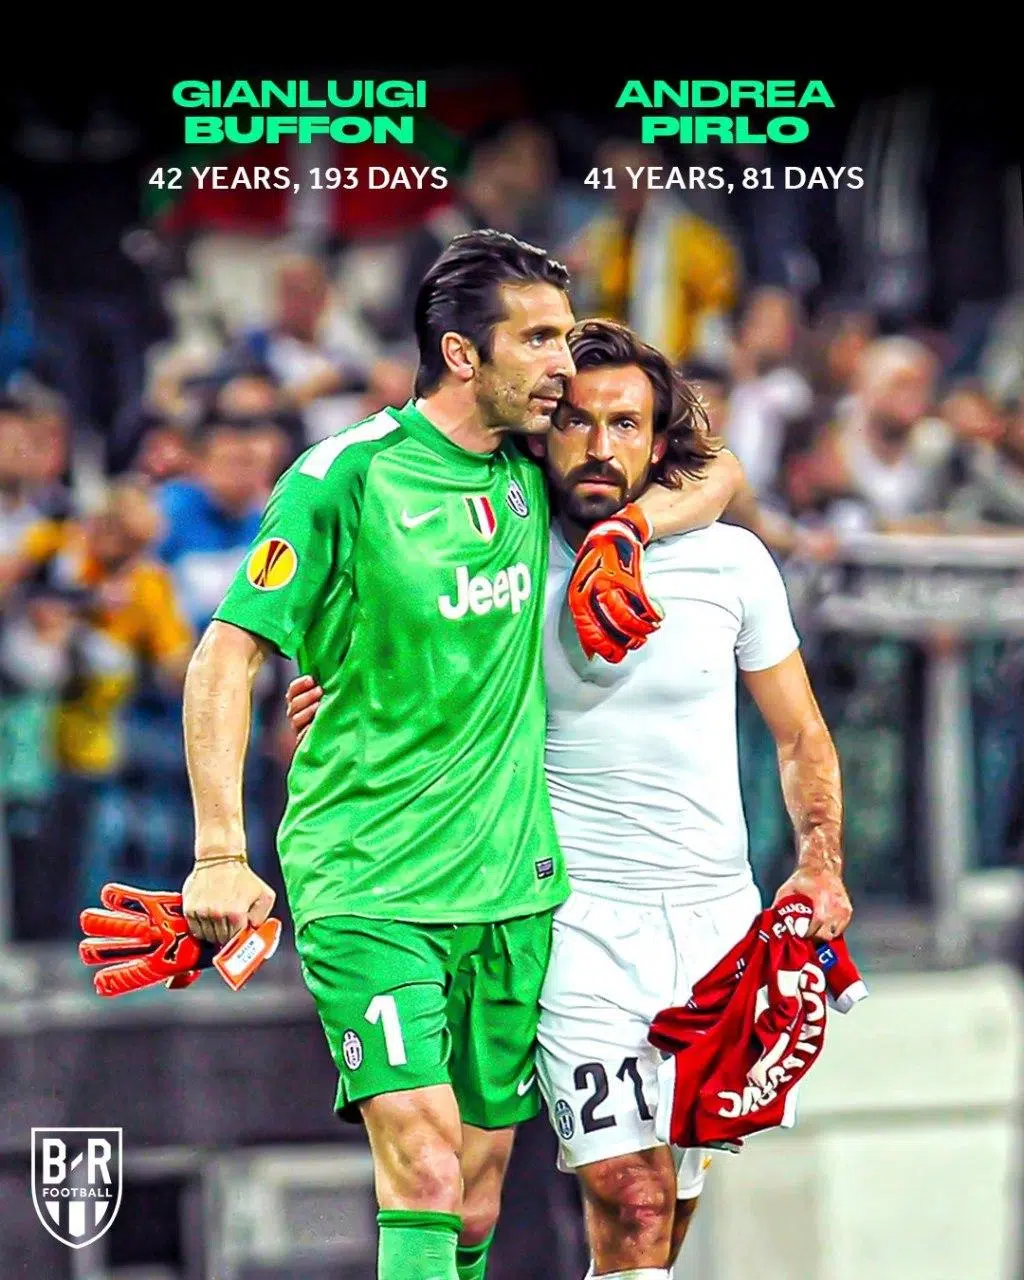 GIANLUIGI
BUFFON
42 YEARS, 193 DAYS
ANDREA
PIRLO
41 YEARS, 81 DAYS
Jeep
1
21
B/R
FOOTBALL